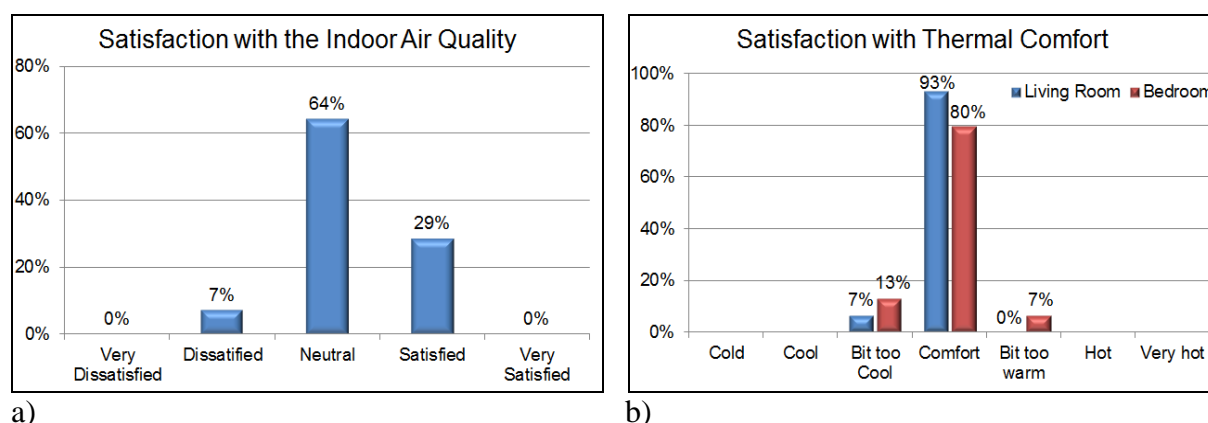 Satisfaction with the Indoor Air Quality
80%
60%
40%
20%
0%
0%
7%
64%
29%
0%
Very Dissatisfied
Dissatified
Neutral
Satisfied
Very Satisfied
a)
Satisfaction with Thermal Comfort
100%
80%
60%
40%
20%
0%
Living Room
Bedroom
7%
13%
93%
80%
0%
7%
Cold
Cool
Bit too Cool
Comfort
Bit too warm
Hot
Very hot
b)